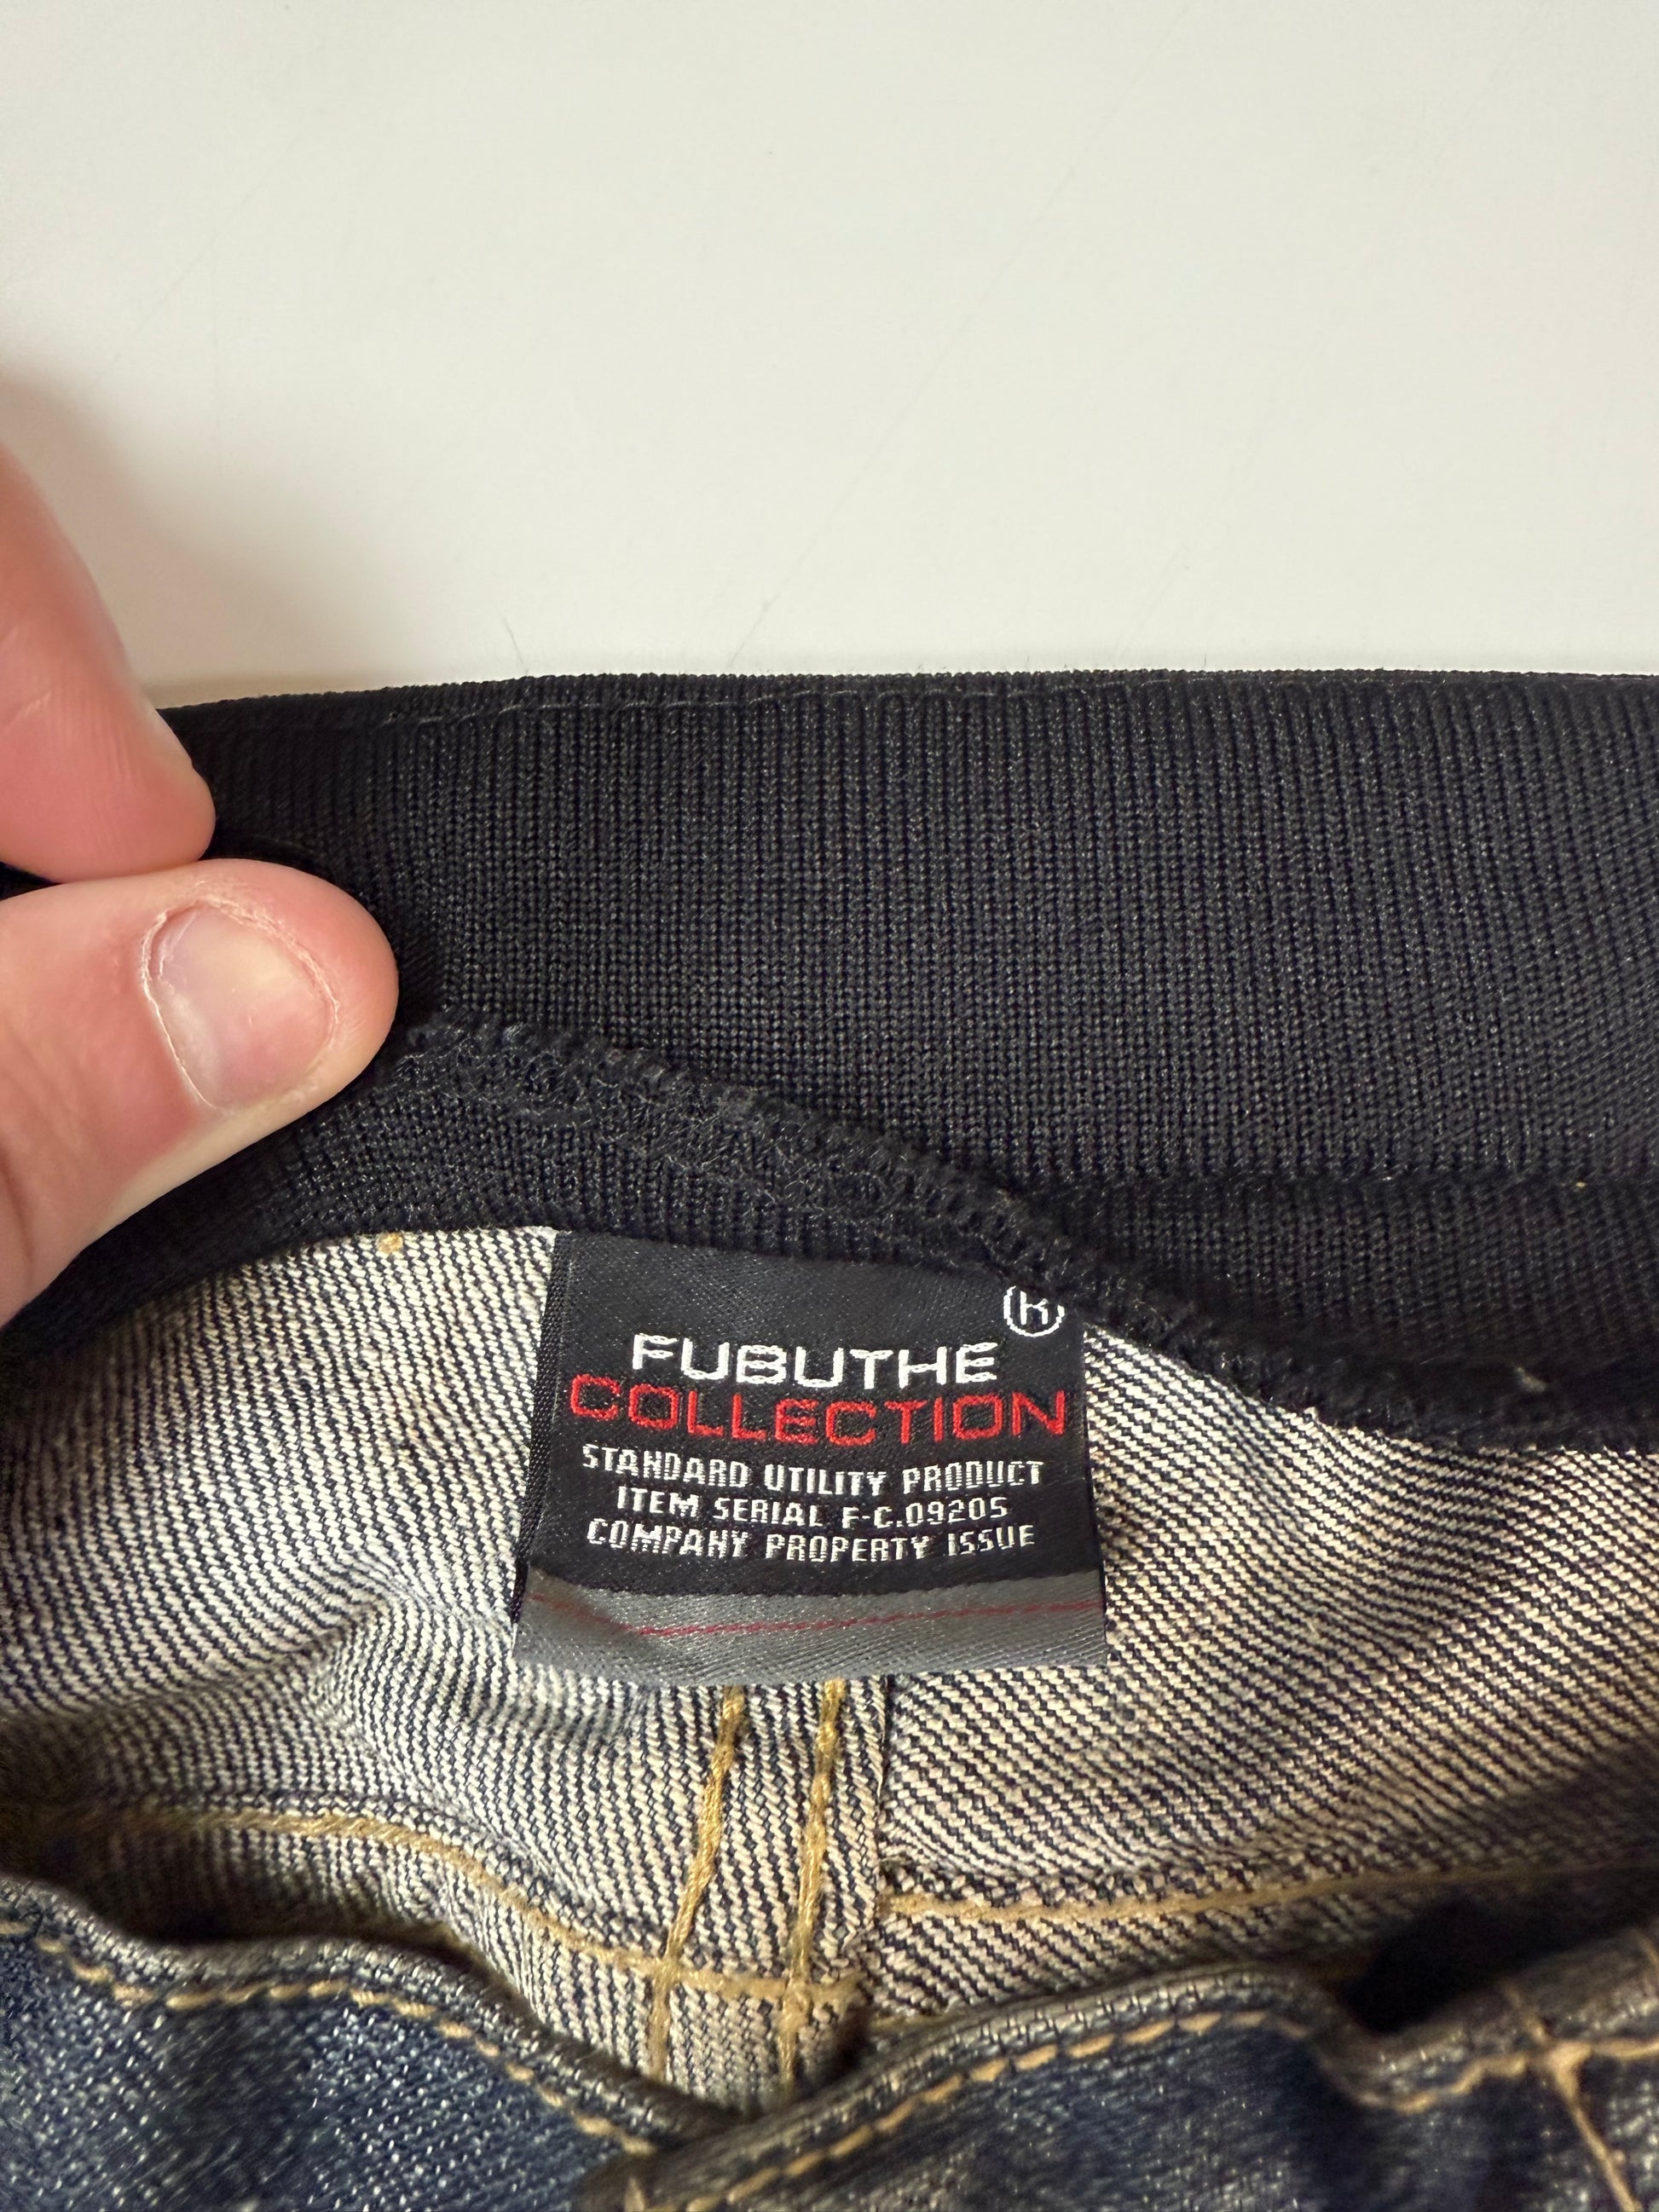 ®
FUBUTHE
COLLECTION
STANDARD UTILITY PRODUCT
ITEM SERIAL F-C.09205
COMPANY PROPERTY ISSUE